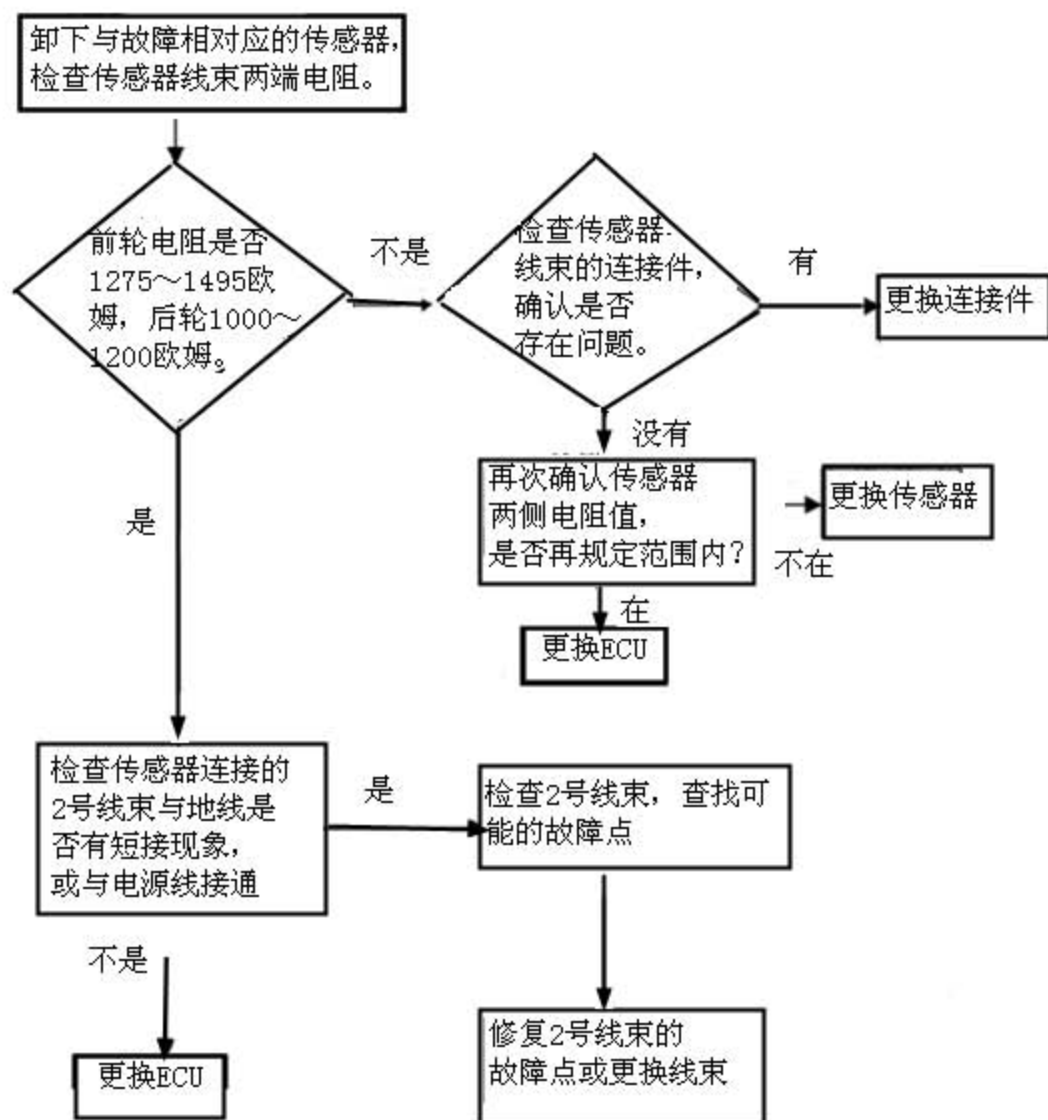 卸下与故障相对应的传感器，
检查传感器线束两端电阻。
前轮电阻是否
1275～1495欧
姆，后轮1000～
1200欧姆。
不是
检查传感器
线束的连接件，
确认是否
存在问题。
有
更换连接件
没有
再次确认传感器
两侧电阻值，
是否再规定范围内？
不在
更换传感器
在
更换ECU
是
检查传感器连接的
2号线束与地线是
否有短接现象，
或与电源线接通
是
检查2号线束，查找可
能的故障点
不是
更换ECU
修复2号线束的
故障点或更换线束